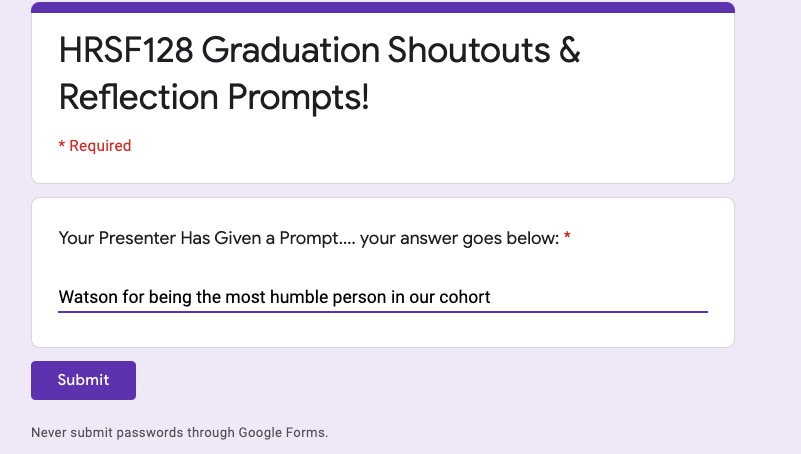 HRSF128 Graduation Shoutouts &
Reflection Prompts!
* Required
Your Presenter Has Given a Prompt.... your answer goes below: *
Watson for being the most humble person in our cohort
Submit
Never submit passwords through Google Forms.